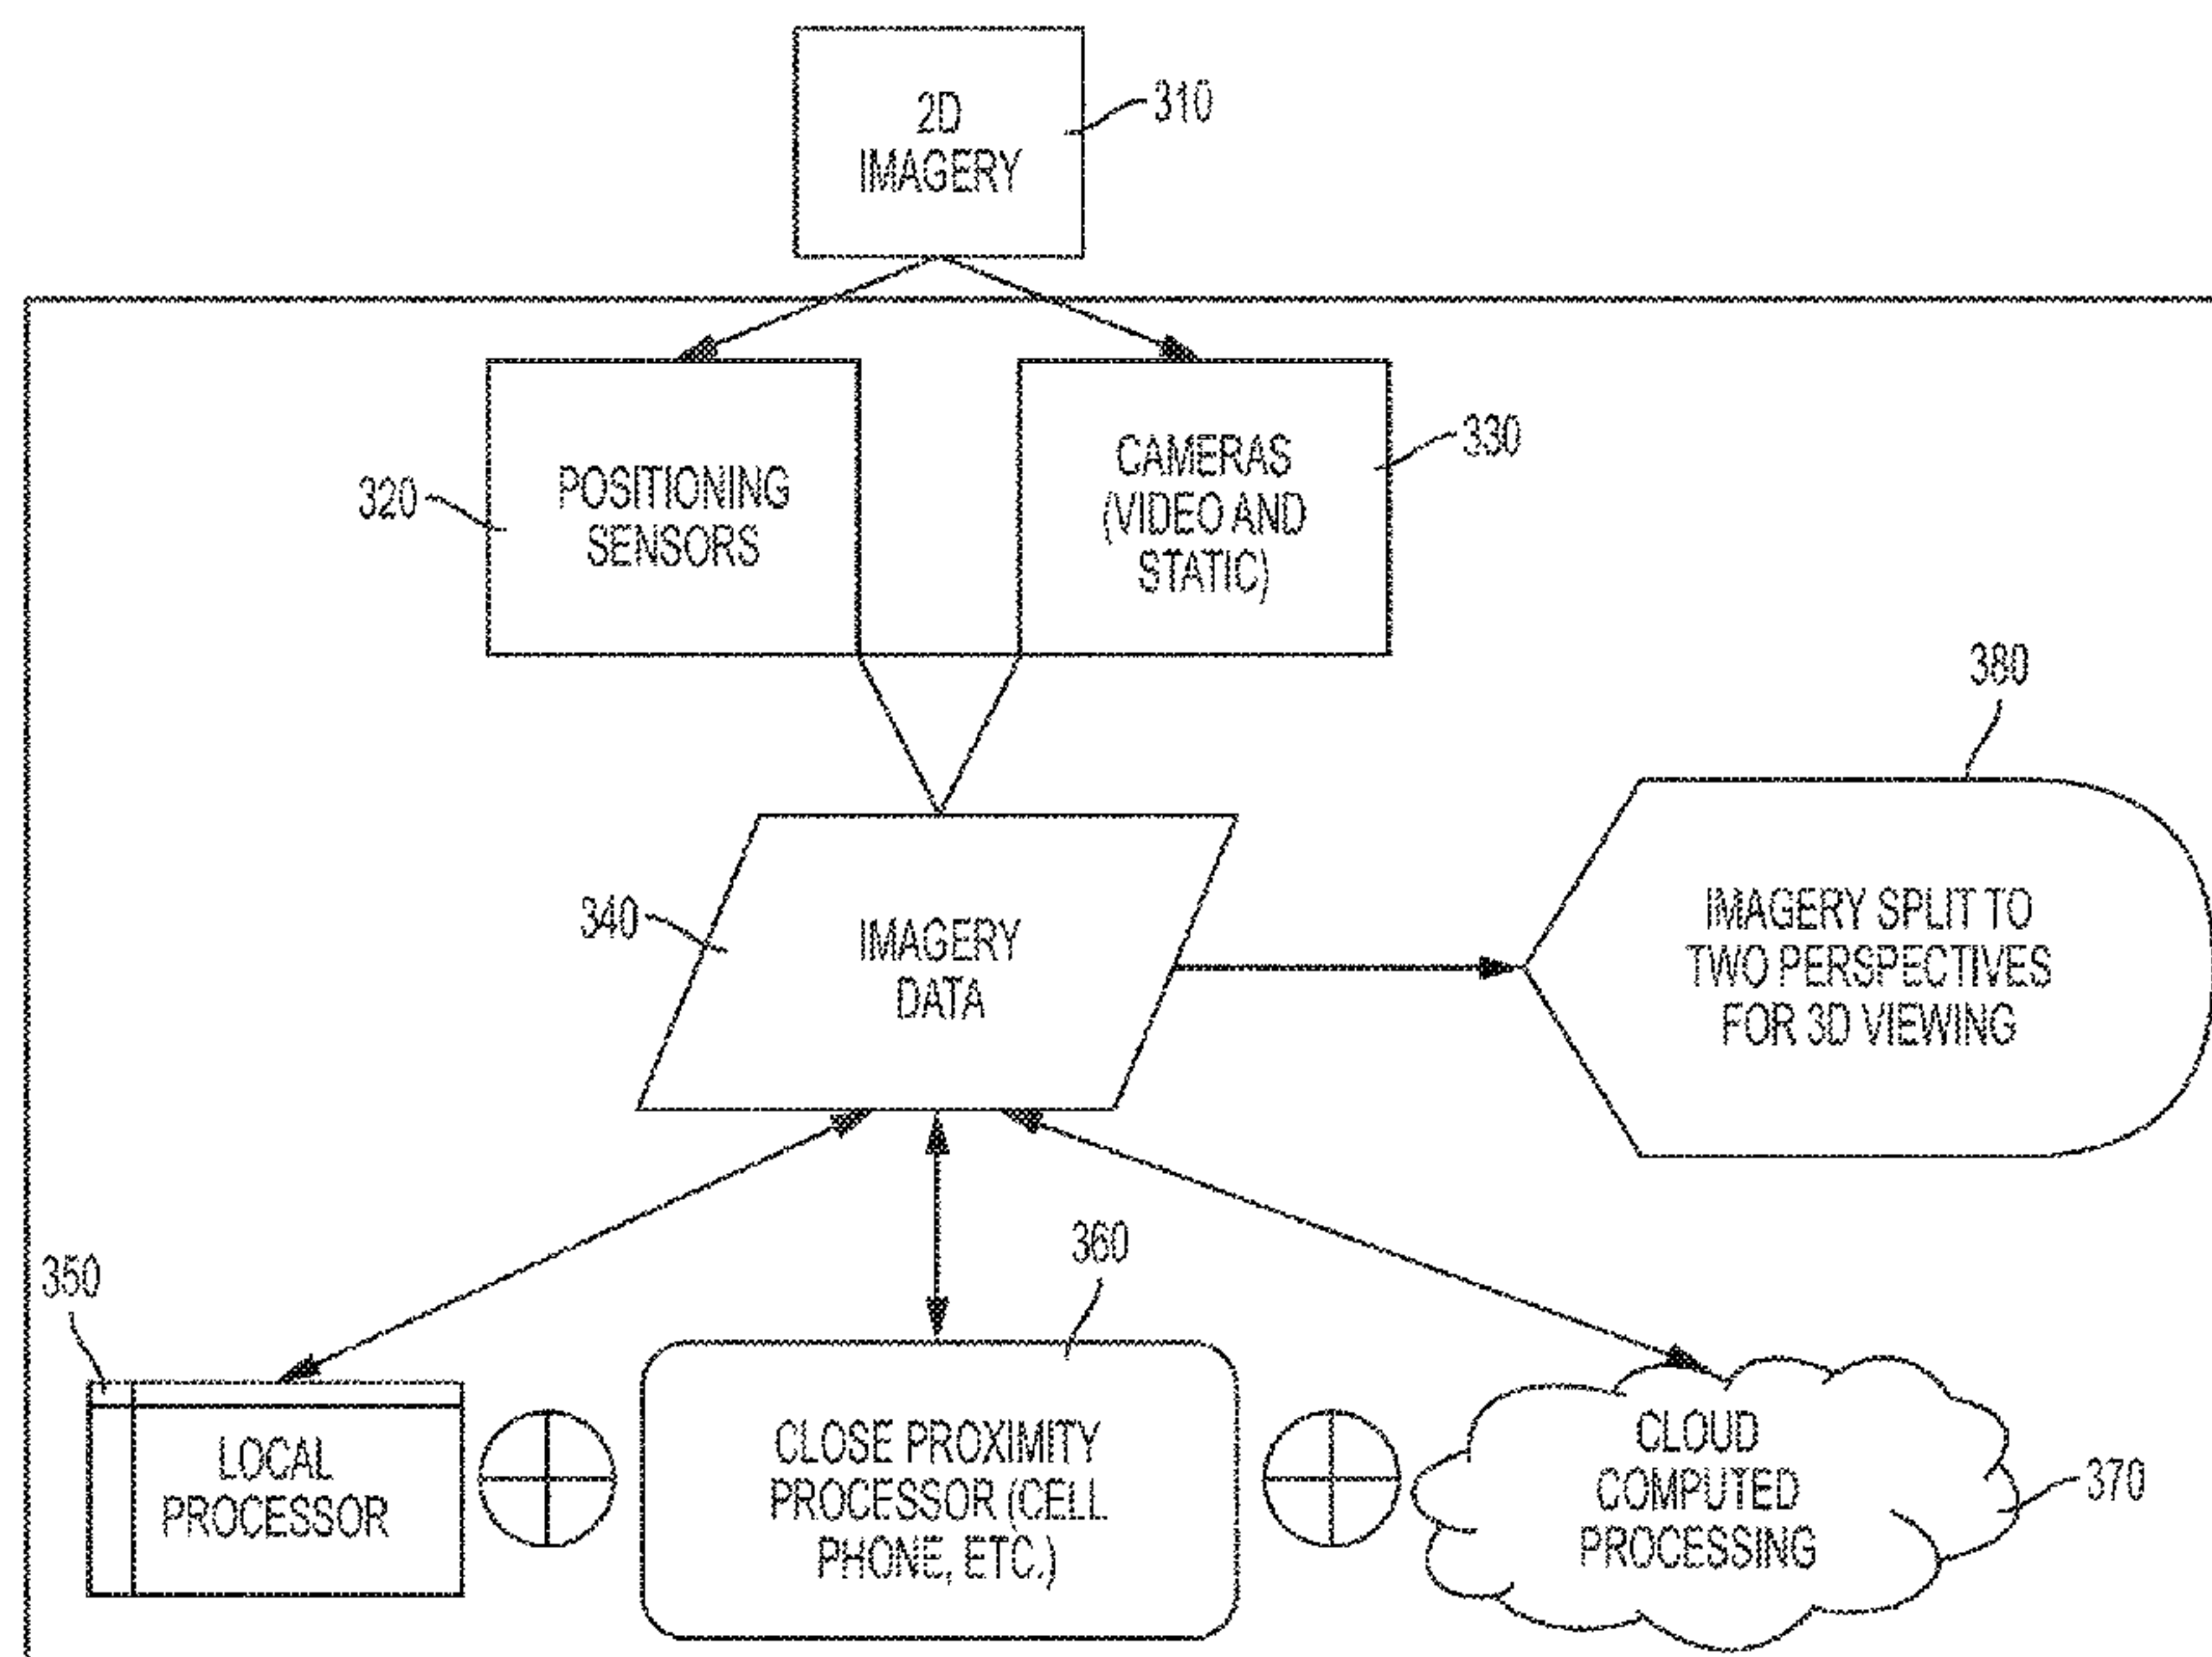 2D
IMAGERY
310
320
POSITIONING
SENSORS
CAMERAS
(VIDEO AND
STATIC)
330
340
IMAGERY
DATA
380
IMAGERY SPLIT TO
TWO PERSPECTIVES
FOR 3D VIEWING
350
LOCAL
PROCESSOR
360
CLOSE PROXIMITY
PROCESSOR (CELL
PHONE, ETC.)
CLOUD
COMPUTED
PROCESSING
370